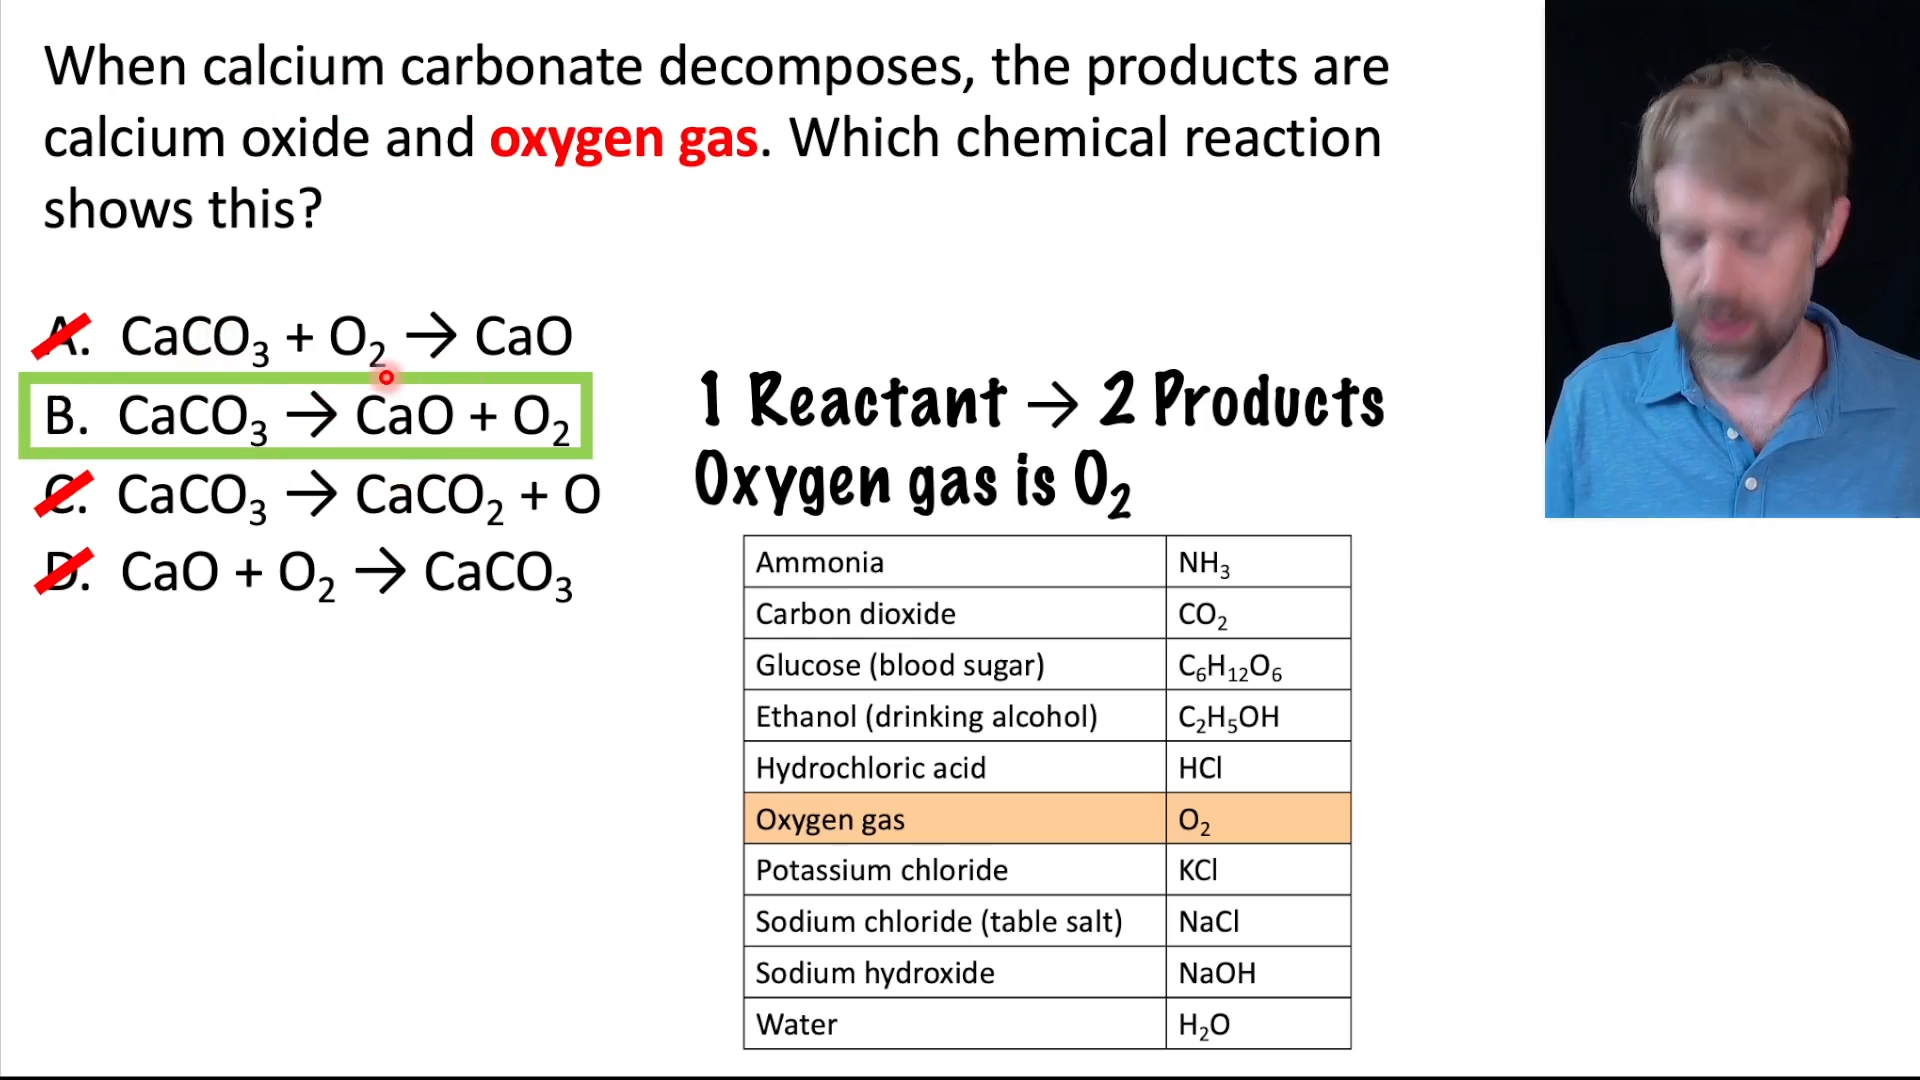 When calcium carbonate decomposes, the products are
calcium oxide and oxygen gas. Which chemical reaction
shows this?
A. CaCO₃ + O₂ → CaO
B. CaCO₃ → CaO + O₂
C. CaCO₃ → CaCO₂ + O
D. CaO + O₂ → CaCO₃
1 Reactant → 2 Products
Oxygen gas is O₂
Ammonia NH₃
Carbon dioxide CO₂
Glucose (blood sugar) C₆H₁₂O₆
Ethanol (drinking alcohol) C₂H₅OH
Hydrochloric acid HCl
Oxygen gas O₂
Potassium chloride KCl
Sodium chloride (table salt) NaCl
Sodium hydroxide NaOH
Water H₂O